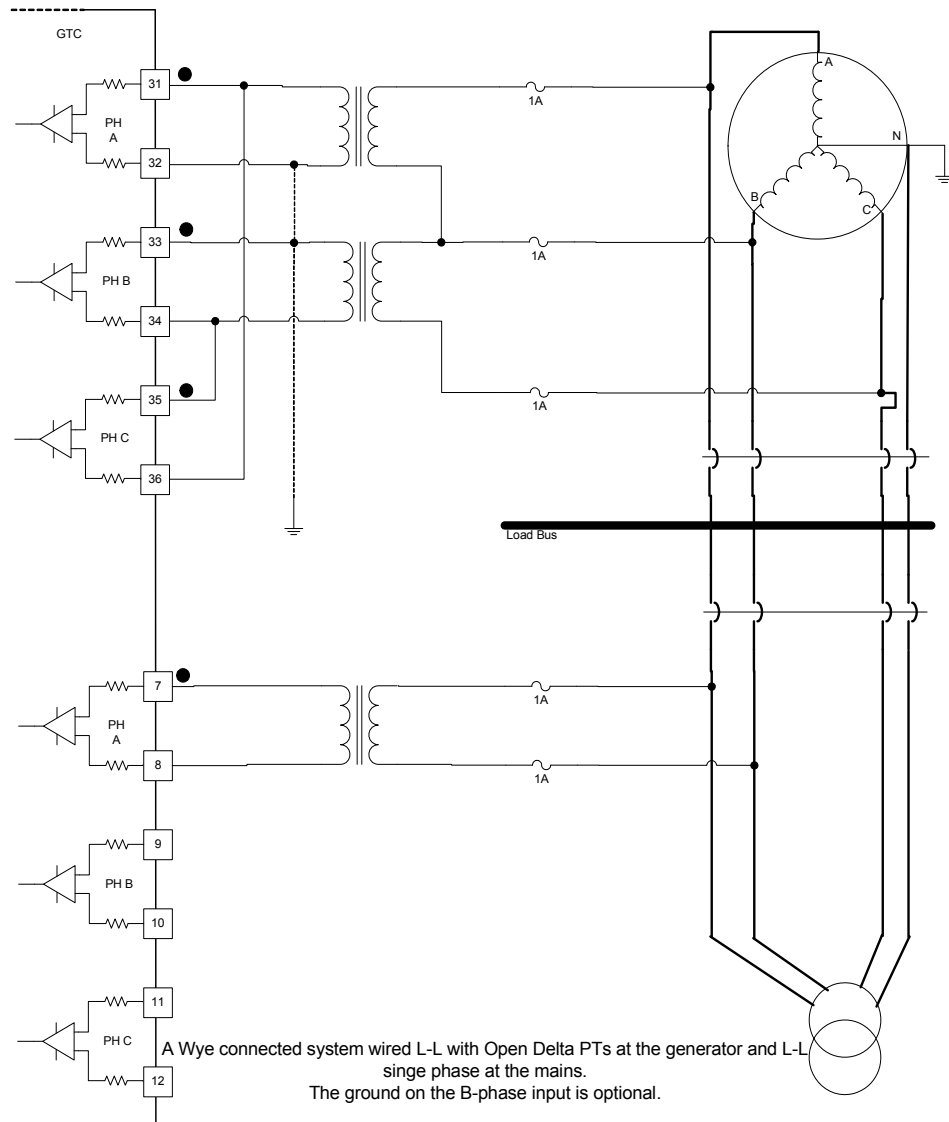 GTC
A
31
PH
A
1A
N
32
B
C
33
PH B
1A
34
35
1A
PH C
36
Load Bus
7
PH
A
1A
8
1A
9
PH B
10
11
PH C
A Wye connected system wired L-L with Open Delta PTs at the generator and L-L
singe phase at the mains.
12
The ground on the B-phase input is optional.